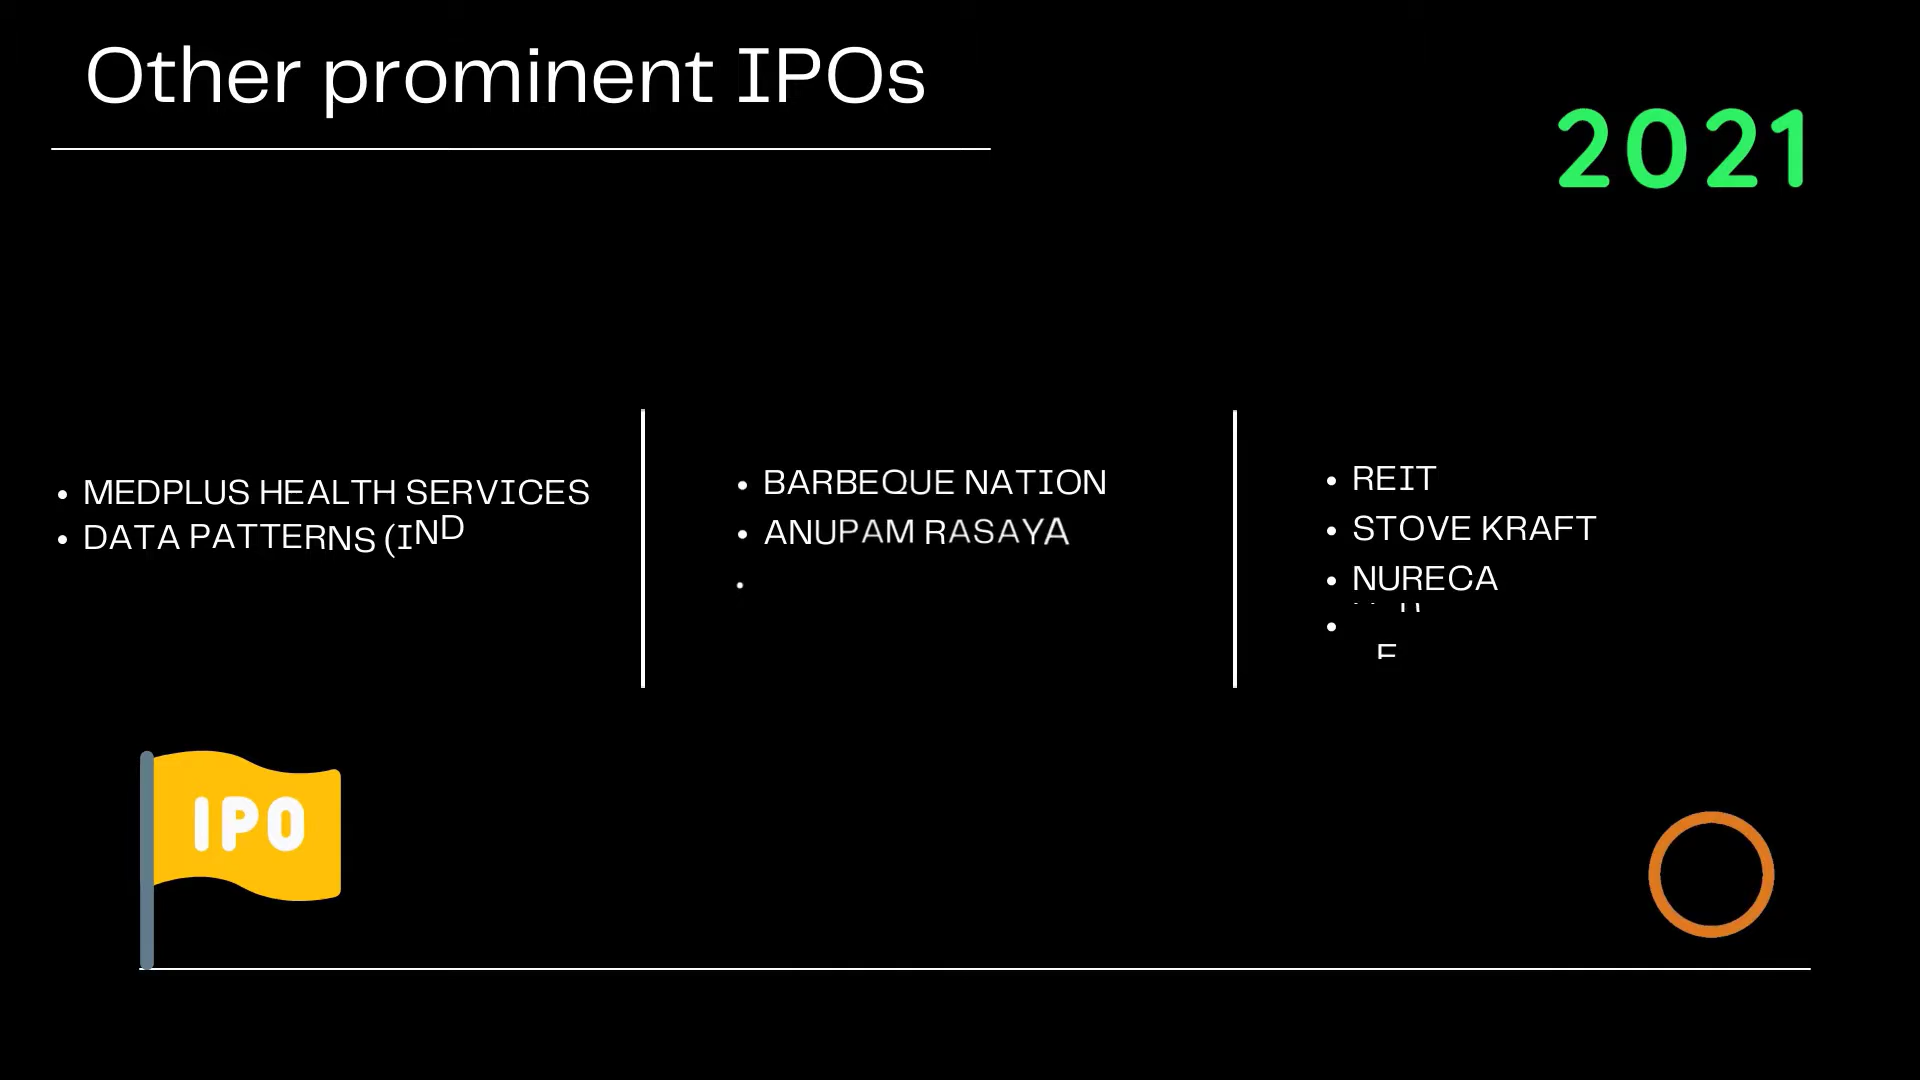 Other prominent IPOs
2021
• MEDPLUS HEALTH SERVICES
• DATA PATTERNS (IND
• BARBEQUE NATION
• ANUPAM RASAYA
• REIT
• STOVE KRAFT
• NURECA
IPO